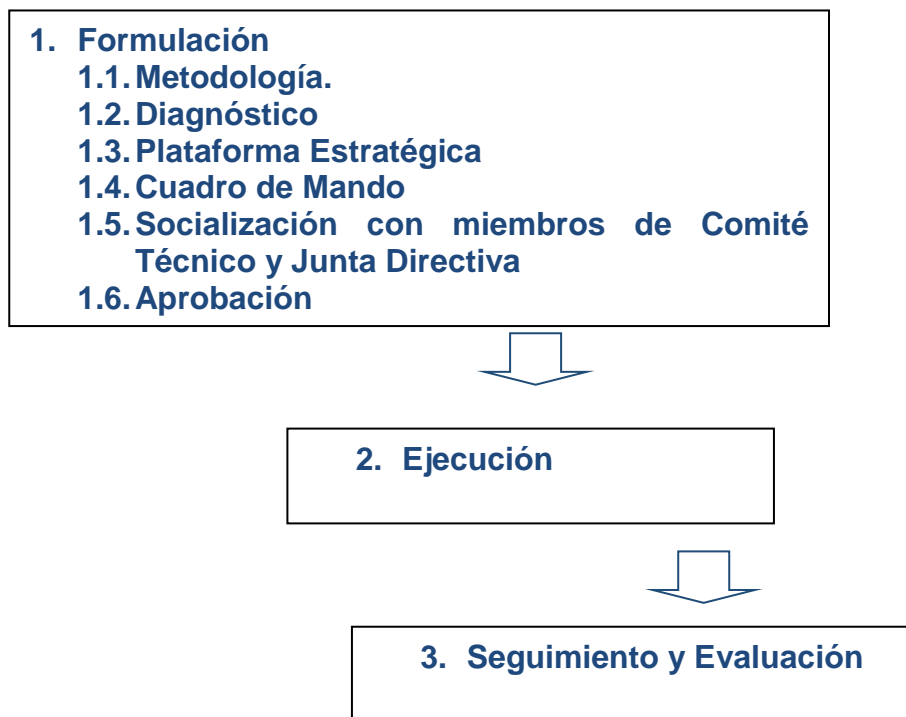 1. Formulación
1.1. Metodología.
1.2. Diagnóstico
1.3. Plataforma Estratégica
1.4. Cuadro de Mando
1.5. Socialización con miembros de Comité
Técnico y Junta Directiva
1.6. Aprobación
2. Ejecución
3. Seguimiento y Evaluación